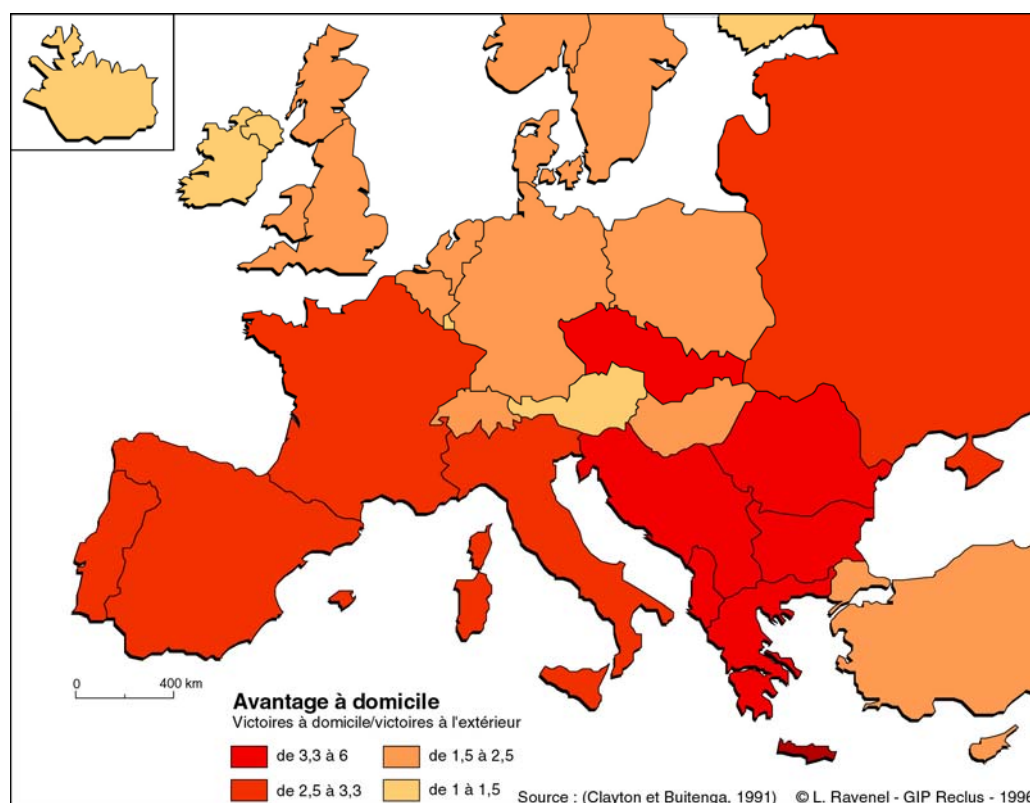 0 400 km
Avantage à domicile
Victoires à domicile/victoires à l'extérieur
de 3,3 à 6 de 1,5 à 2,5
de 2,5 à 3,3 de 1 à 1,5
Source : (Clayton et Buitenga, 1991) © L. Ravenel - GIP Reclus - 1996